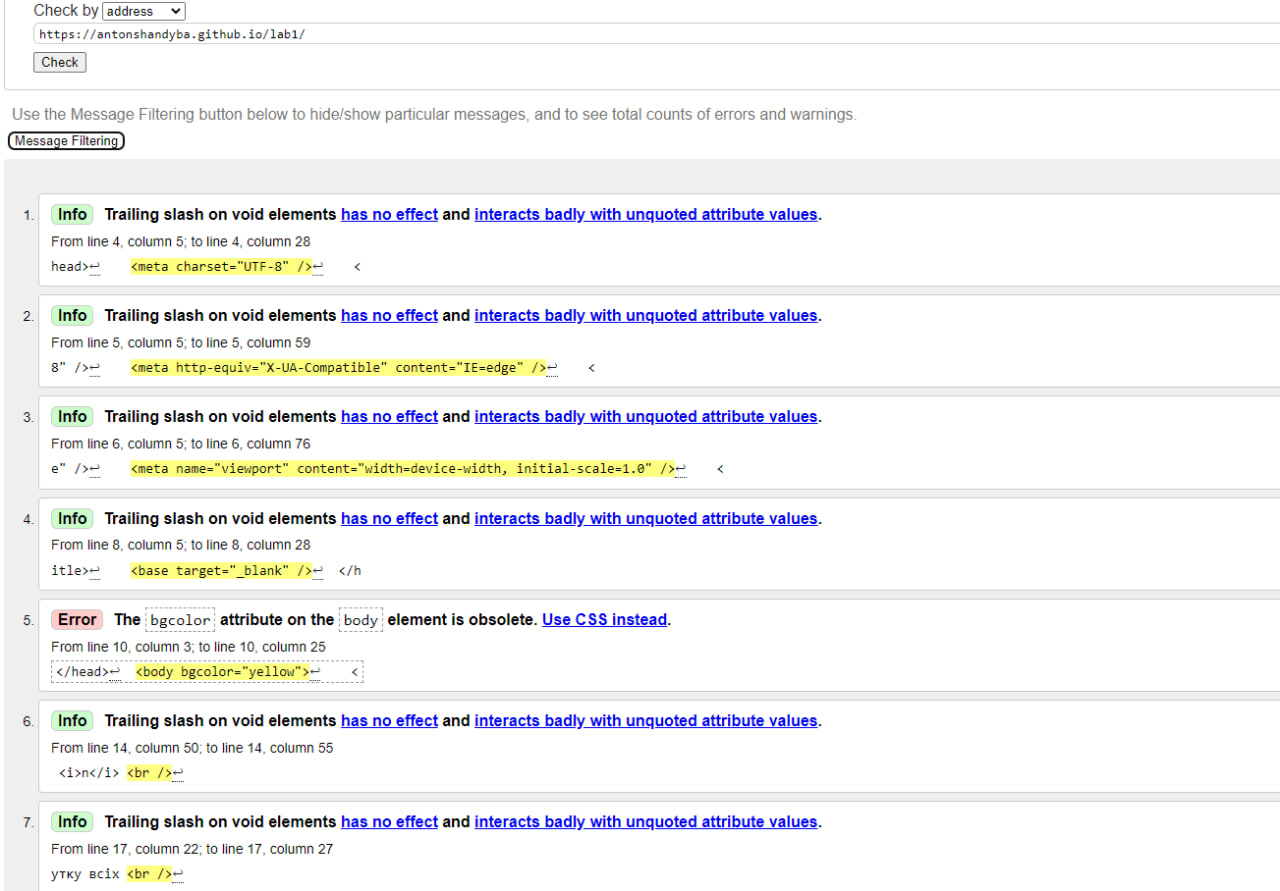 Check by address
https://antonshandyba.github.io/lab1/
Check
Use the Message Filtering button below to hide/show particular messages, and to see total counts of errors and warnings.
Message Filtering
1. Info Trailing slash on void elements has no effect and interacts badly with unquoted attribute values.
From line 4, column 5; to line 4, column 28
head>↩ <meta charset="UTF-8" />↩ <
2. Info Trailing slash on void elements has no effect and interacts badly with unquoted attribute values.
From line 5, column 5; to line 5, column 59
8" />↩ <meta http-equiv="X-UA-Compatible" content="IE=edge" />↩ <
3. Info Trailing slash on void elements has no effect and interacts badly with unquoted attribute values.
From line 6, column 5; to line 6, column 76
e" />↩ <meta name="viewport" content="width=device-width, initial-scale=1.0" />↩ <
4. Info Trailing slash on void elements has no effect and interacts badly with unquoted attribute values.
From line 8, column 5; to line 8, column 28
itle>↩ <base target="_blank" />↩ </h
5. Error The bgcolor attribute on the body element is obsolete. Use CSS instead.
From line 10, column 3; to line 10, column 25
</head>↩ <body bgcolor="yellow">↩ <
6. Info Trailing slash on void elements has no effect and interacts badly with unquoted attribute values.
From line 14, column 50; to line 14, column 55
<i>n</i> <br />↩
7. Info Trailing slash on void elements has no effect and interacts badly with unquoted attribute values.
From line 17, column 22; to line 17, column 27
утку всіх <br />↩